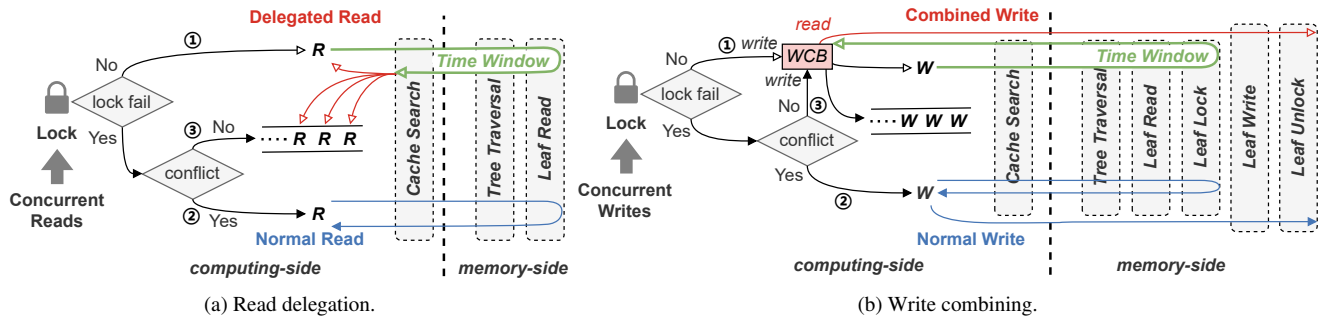 Delegated Read
①
R
No
Time Window
lock fail
Lock
Yes
③
No
····· R R R
conflict
Concurrent
Reads
②
Yes
R
Normal Read
Cache Search
Tree Traversal
Leaf Read
computing-side
memory-side
(a) Read delegation.
read
Combined Write
①
write
WCB
No
W
Time Window
write
lock fail
No
③
Lock
Yes
····· W W W
conflict
Concurrent
Writes
Yes
②
W
Normal Write
Cache Search
Tree Traversal
Leaf Read
Leaf Lock
Leaf Write
Leaf Unlock
computing-side
memory-side
(b) Write combining.